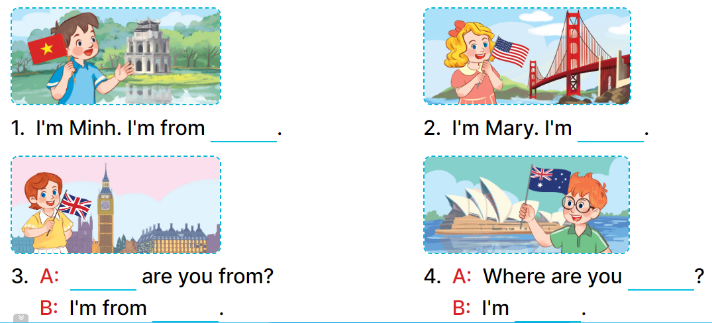 1. I'm Minh. I'm from ______.
2. I'm Mary. I'm ______.
3. A: ______ are you from?
B: I'm from ______.
4. A: Where are you ______?
B: I'm ______.